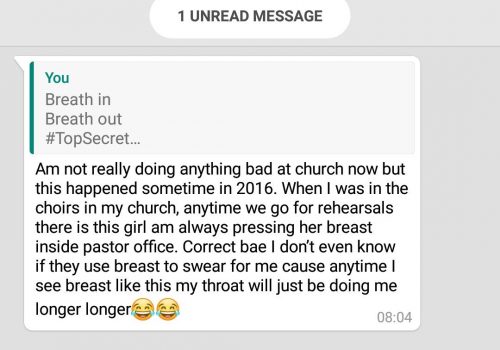 1 UNREAD MESSAGE
You
Breath in
Breath out
#TopSecret...
Am not really doing anything bad at church now but
this happened sometime in 2016. When I was in the
choirs in my church, anytime we go for rehearsals
there is this girl am always pressing her breast
inside pastor office. Correct bae I don't even know
if they use breast to swear for me cause anytime I
see breast like this my throat will just be doing me
longer longer😂😂
08:04